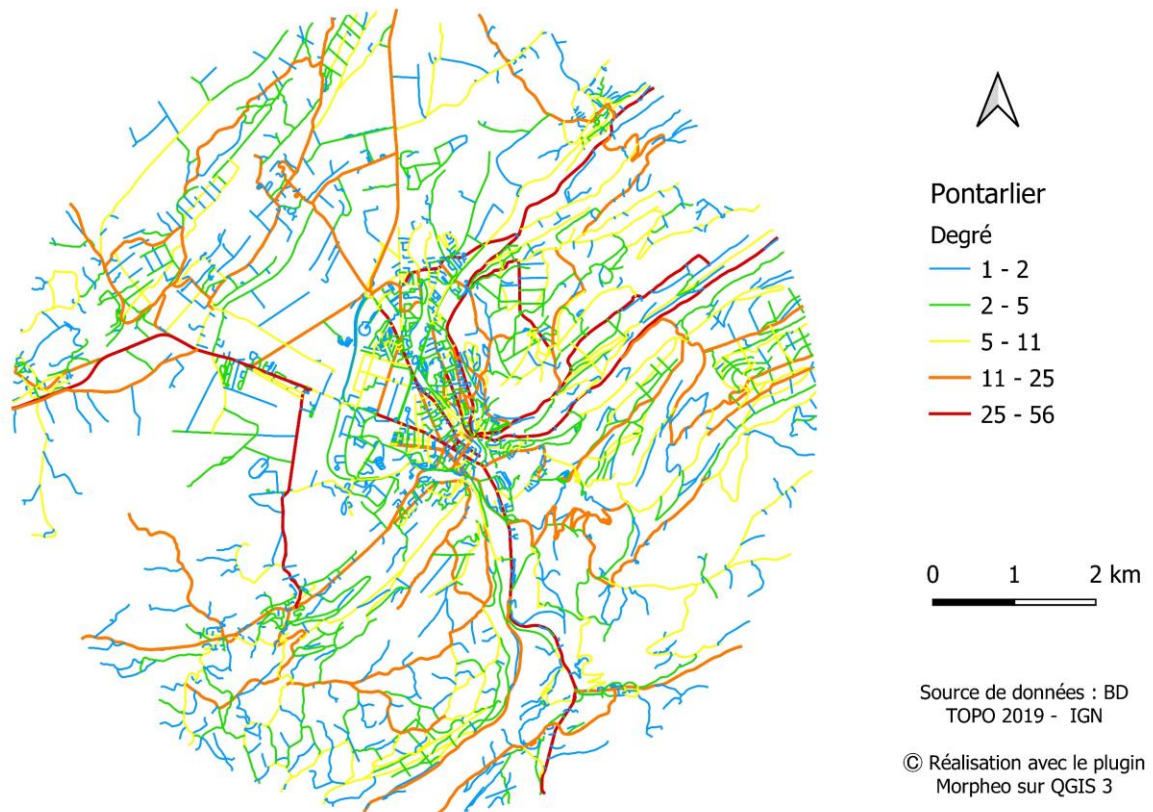 Pontarlier
Degré
1 - 2
2 - 5
5 - 11
11 - 25
25 - 56
0 1 2 km
Source de données : BD
TOPO 2019 - IGN
© Réalisation avec le plugin
Morpheo sur QGIS 3